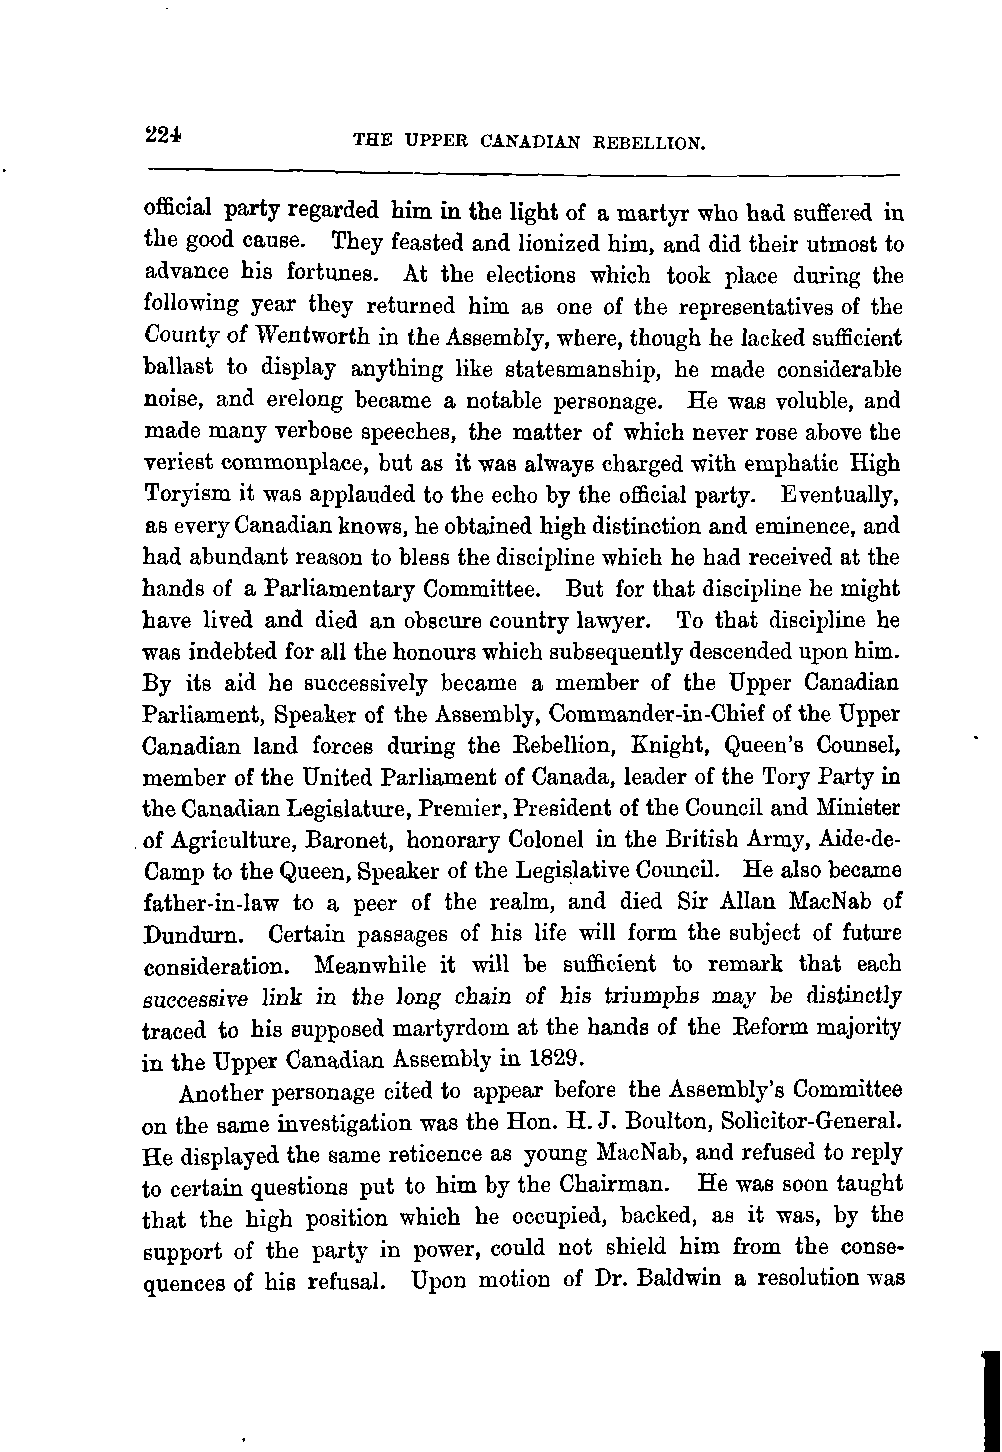 224
THE UPPER CANADIAN REBELLION.
official party regarded him in the light of a martyr who had suffered in
the good cause. They feasted and lionized him, and did their utmost to
advance his fortunes. At the elections which took place during the
following year they returned him as one of the representatives of the
County of Wentworth in the Assembly, where, though he lacked sufficient
ballast to display anything like statesmanship, he made considerable
noise, and erelong became a notable personage. He was voluble, and
made many verbose speeches, the matter of which never rose above the
veriest commonplace, but as it was always charged with emphatic High
Toryism it was applauded to the echo by the official party. Eventually,
as every Canadian knows, he obtained high distinction and eminence, and
had abundant reason to bless the discipline which he had received at the
hands of a Parliamentary Committee. But for that discipline he might
have lived and died an obscure country lawyer. To that discipline he
was indebted for all the honours which subsequently descended upon him.
By its aid he successively became a member of the Upper Canadian
Parliament, Speaker of the Assembly, Commander-in-Chief of the Upper
Canadian land forces during the Rebellion, Knight, Queen's Counsel,
member of the United Parliament of Canada, leader of the Tory Party in
the Canadian Legislature, Premier, President of the Council and Minister
of Agriculture, Baronet, honorary Colonel in the British Army, Aide-de-
Camp to the Queen, Speaker of the Legislative Council. He also became
father-in-law to a peer of the realm, and died Sir Allan MacNab of
Dundurn. Certain passages of his life will form the subject of future
consideration. Meanwhile it will be sufficient to remark that each
successive link in the long chain of his triumphs may be distinctly
traced to his supposed martyrdom at the hands of the Reform majority
in the Upper Canadian Assembly in 1829.
Another personage cited to appear before the Assembly's Committee
on the same investigation was the Hon. H. J. Boulton, Solicitor-General.
He displayed the same reticence as young MacNab, and refused to reply
to certain questions put to him by the Chairman. He was soon taught
that the high position which he occupied, backed, as it was, by the
support of the party in power, could not shield him from the conse-
quences of his refusal. Upon motion of Dr. Baldwin a resolution was